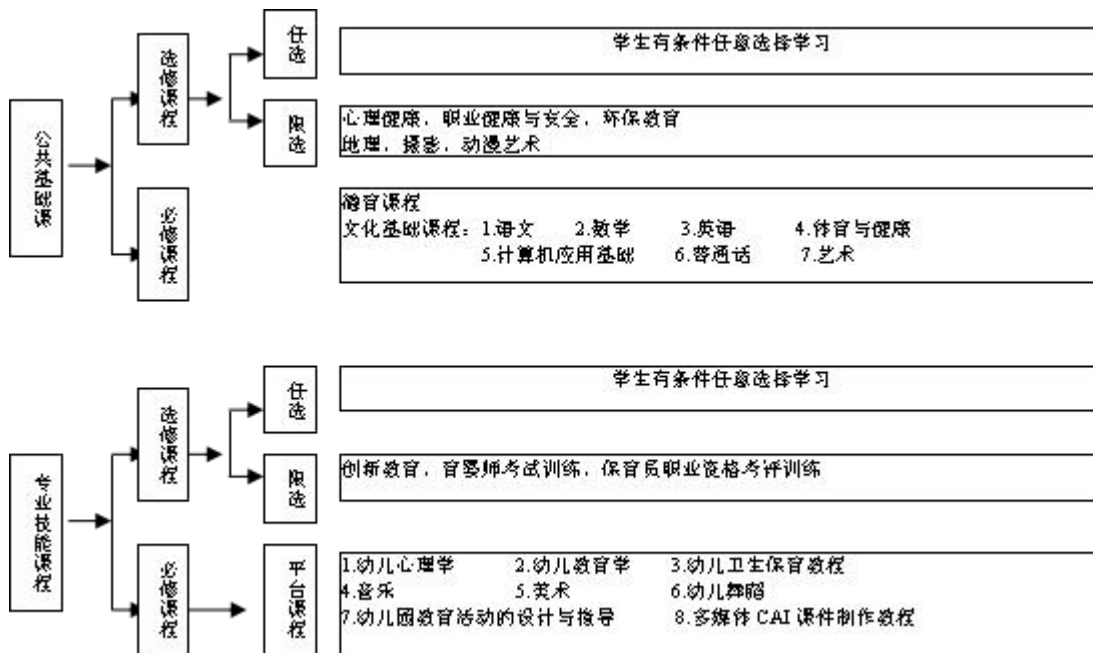 公共基础课
选修课程
任选
学生有条件任意选择学习
限选
心理健康，职业健康与安全，环保教育
地理，摄影，动漫艺术
必修课程
德育课程
文化基础课程：1.语文 2.数学 3.英语 4.体育与健康
5.计算机应用基础 6.普通话 7.艺术
专业技能课程
选修课程
任选
学生有条件任意选择学习
限选
创新教育，育婴师考试训练，保育员职业资格考评训练
必修课程
平台课程
1.幼儿心理学 2.幼儿教育学 3.幼儿卫生保育教程
4.音乐 5.美术 6.幼儿舞蹈
7.幼儿园教育活动的设计与指导 8.多媒体 CAI 课件制作教程